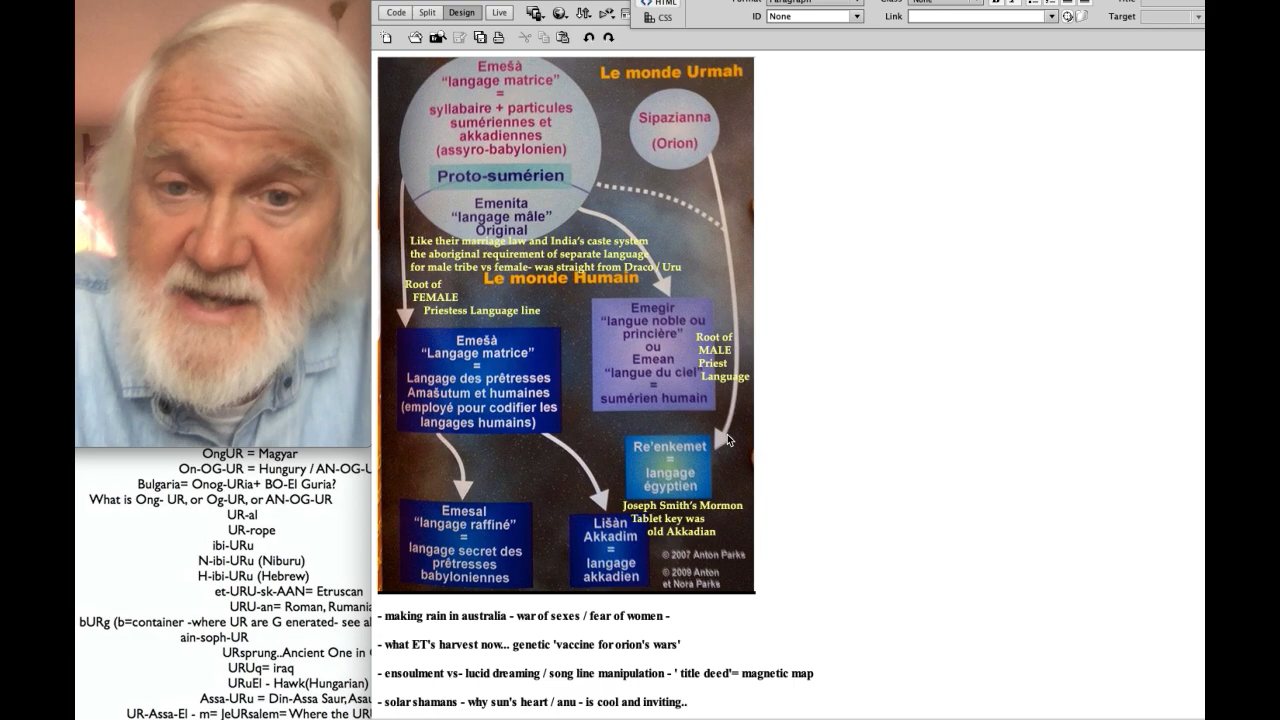 Code
Split
Design
Live
HTML
CSS
ID
None
Link
Target
Emešà
“langage matrice”
=
syllabaire + particules
sumériennes et
akkadiennes
(assyro-babylonien)
Proto-sumérien
Emenita
“langage mâle”
Original
Le monde Urmah
Sipazianna
(Orion)
Like their marriage law and India's caste system
the aboriginal requirement of separate language
for male tribe vs female- was straight from Draco / Uru
Le monde Humain
Root of
FEMALE
Priestess Language line
Emešà
“Langage matrice”
=
Langage des prêtresses
Amašutum et humaines
(employé pour codifier les
langages humains)
Emegir
“langue noble ou
princière”
ou
Emean
“langue du ciel”
=
sumérien humain
Root of
MALE
Priest
Language
Re'enkemet
=
langage
égyptien
Joseph Smith's Mormon
Tablet key was
old Akkadian
Emesal
“langage raffiné”
=
langage secret des
prêtresses
babyloniennes
Lišàn
Akkadim
=
langage
akkadien
© 2007 Anton Parks
© 2009 Anton
et Nora Parks
OngUR = Magyar
On-OG-UR = Hungury / AN-OG-U
Bulgaria= Onog-URia+ BO-El Guria?
What is Ong- UR, or Og-UR, or AN-OG-UR
UR-al
UR-rope
ibi-URu
N-ibi-URu (Niburu)
H-ibi-URu (Hebrew)
et-URU-sk-AAN= Etruscan
URU-an= Roman, Rumania
bURg (b=container -where UR are G enerated- see al
ain-soph-UR
URsprung..Ancient One in
URUq= iraq
URuEl - Hawk(Hungarian)
Assa-URu = Din-Assa Saur,Asau
UR-Assa-El - m= JeURsalem= Where the UR
- making rain in australia - war of sexes / fear of women -
- what ET's harvest now... genetic 'vaccine for orion's wars'
- ensoulment vs- lucid dreaming / song line manipulation - ' title deed'= magnetic map
- solar shamans - why sun's heart / anu - is cool and inviting..